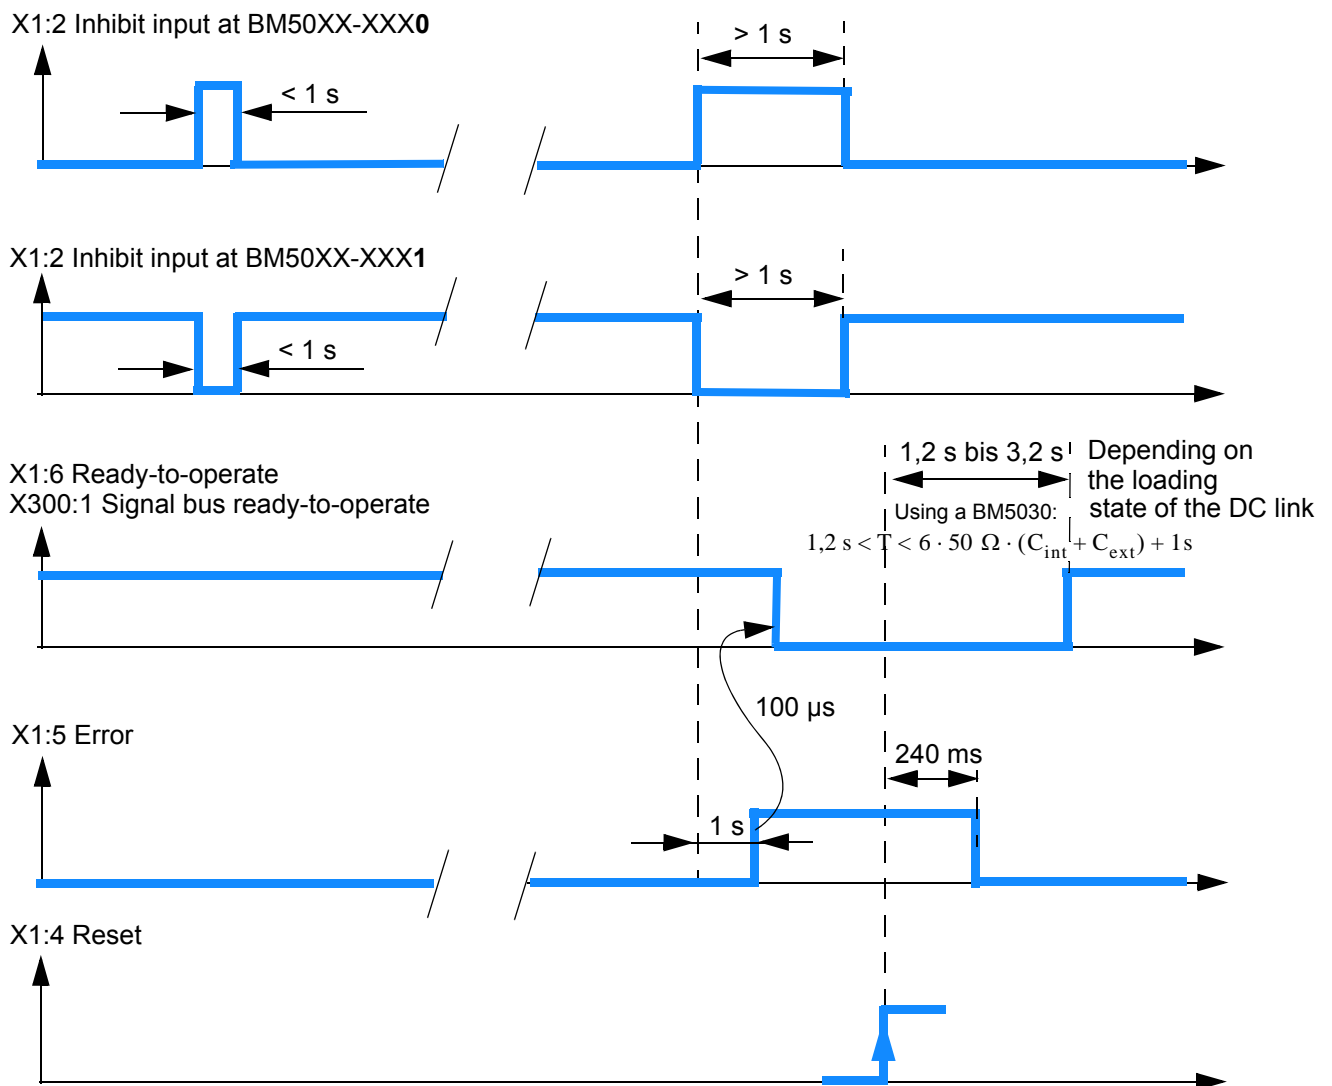 X1:2 Inhibit input at BM50XX-XXX0
> 1 s
< 1 s
X1:2 Inhibit input at BM50XX-XXX1
> 1 s
< 1 s
X1:6 Ready-to-operate
X300:1 Signal bus ready-to-operate
1,2 s bis 3,2 s
Depending on
the loading
state of the DC link
Using a BM5030:
1,2 s < T < 6 · 50 Ω · (C_int + C_ext) + 1s
100 µs
X1:5 Error
240 ms
1 s
X1:4 Reset